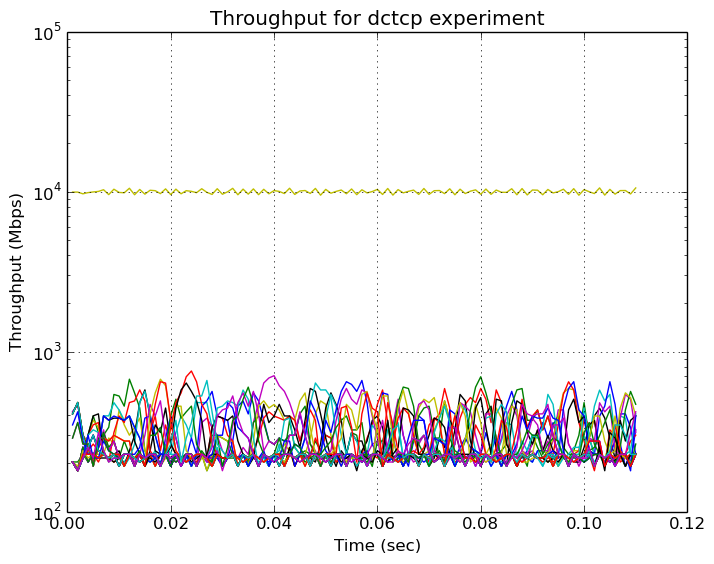 Throughput for dctcp experiment
10^5
10^4
10^3
10^2
Throughput (Mbps)
0.00 0.02 0.04 0.06 0.08 0.10 0.12
Time (sec)